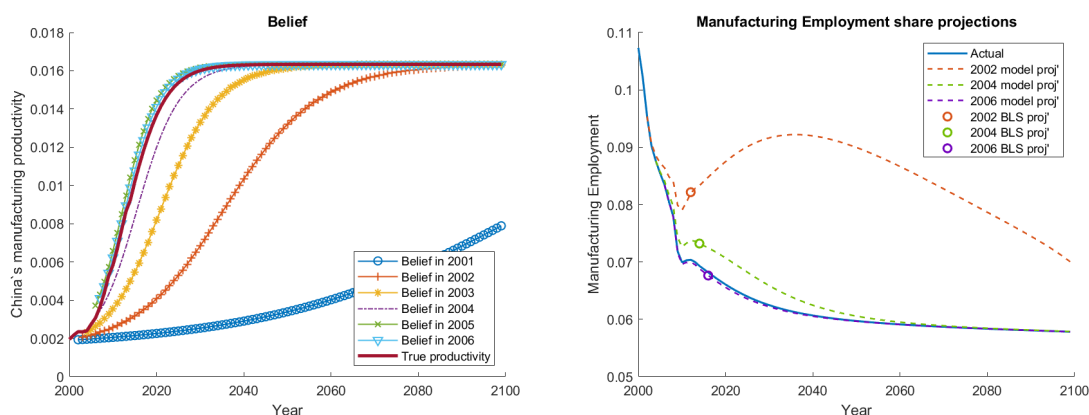 Belief
0.018
0.016
0.014
0.012
0.01
0.008
0.006
0.004
0.002
0
China`s manufacturing productivity
2000
2020
2040
2060
2080
2100
Year
Belief in 2001
Belief in 2002
Belief in 2003
Belief in 2004
Belief in 2005
Belief in 2006
True productivity
Manufacturing Employment share projections
0.11
0.1
0.09
0.08
0.07
0.06
0.05
Manufacturing Employment
2000
2020
2040
2060
2080
2100
Year
Actual
2002 model proj'
2004 model proj'
2006 model proj'
2002 BLS proj'
2004 BLS proj'
2006 BLS proj'